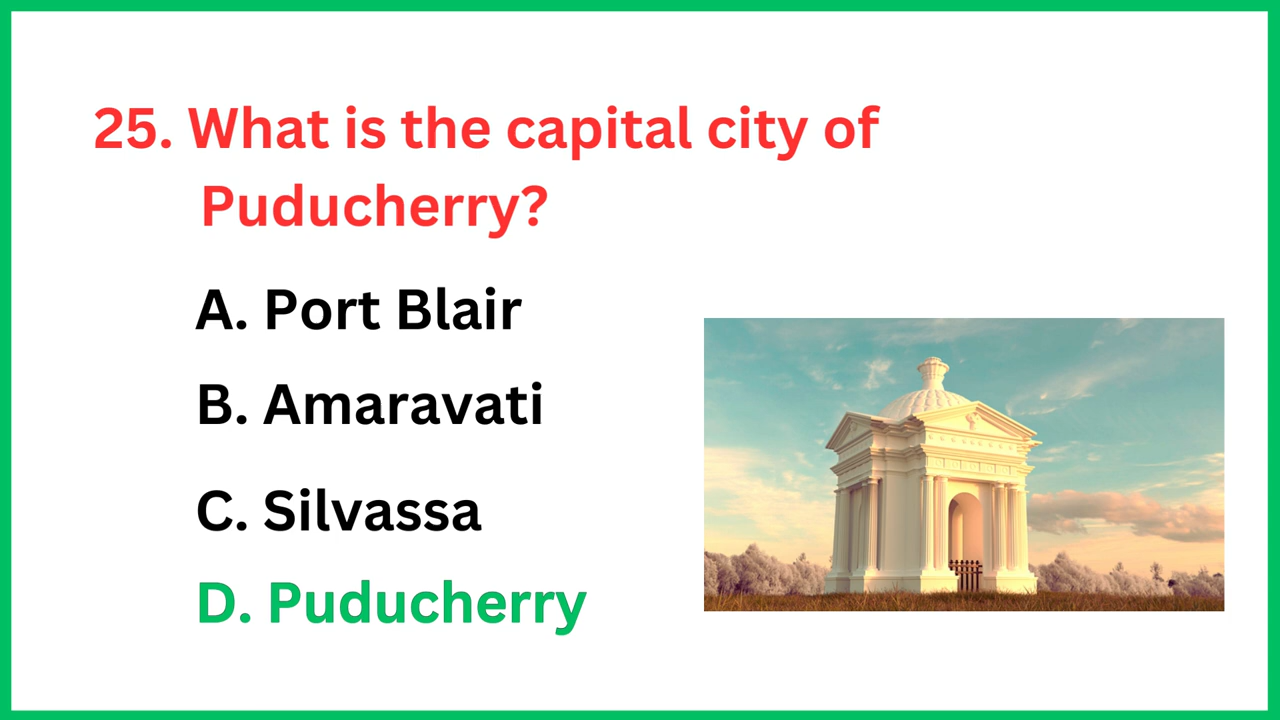 25. What is the capital city of
Puducherry?
A. Port Blair
B. Amaravati
C. Silvassa
D. Puducherry